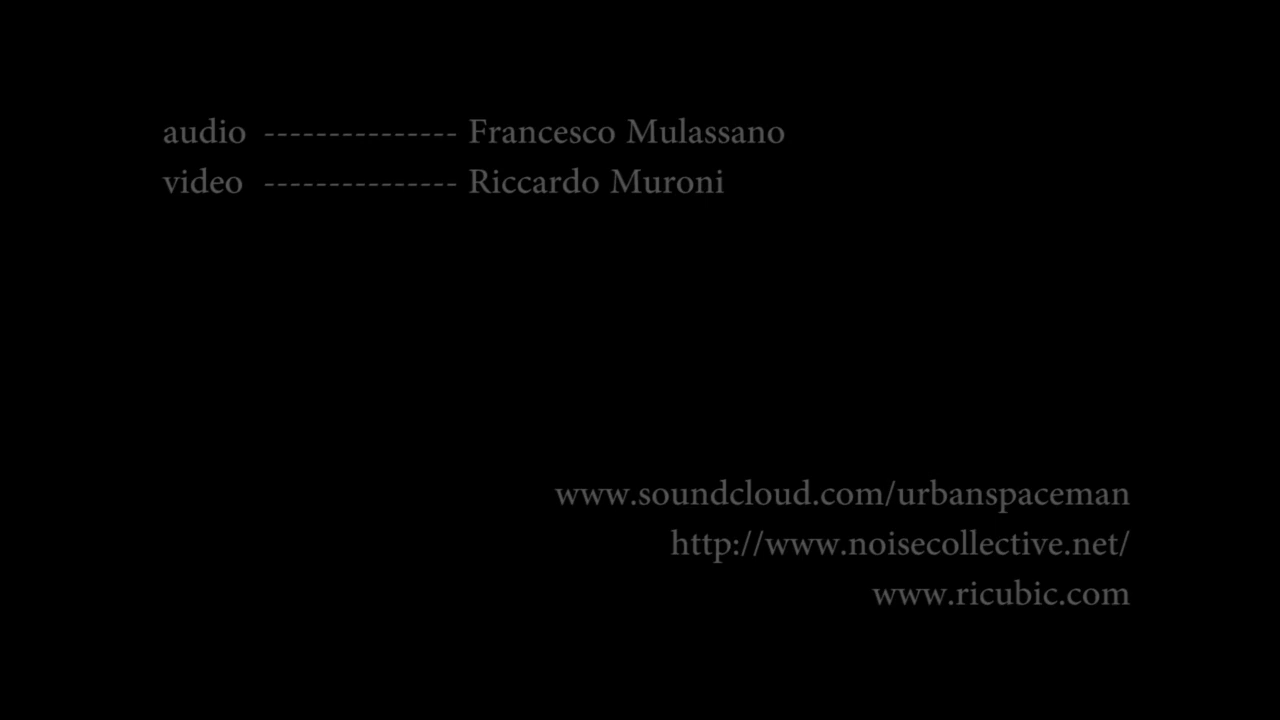 audio --------------- Francesco Mulassano
video --------------- Riccardo Muroni
www.soundcloud.com/urbanspaceman
http://www.noisecollective.net/
www.ricubic.com